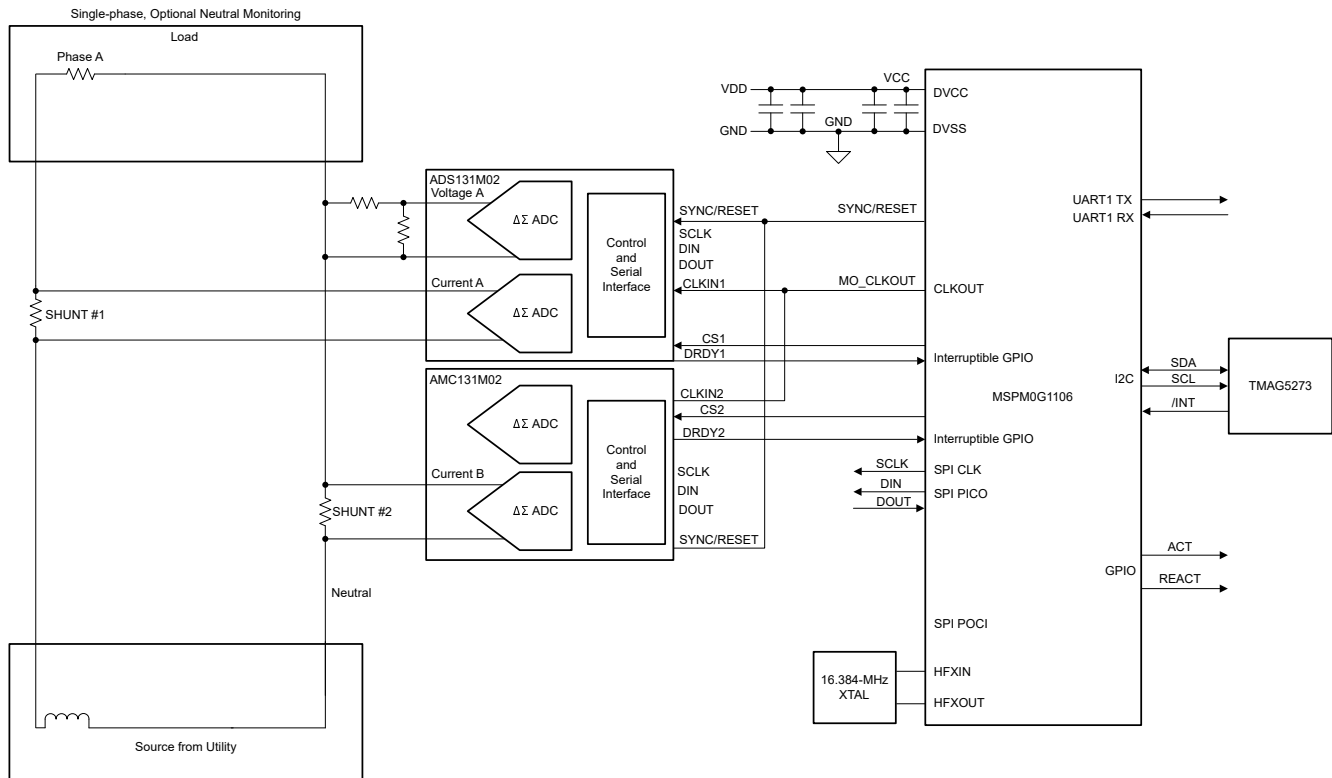 Single-phase, Optional Neutral Monitoring
Load
Phase A
SHUNT #1
SHUNT #2
Neutral
Source from Utility
ADS131M02
Voltage A
ΔΣ ADC
Current A
ΔΣ ADC
Control
and
Serial
Interface
SYNC/RESET
SCLK
DIN
DOUT
CLKIN1
CS1
DRDY1
AMC131M02
ΔΣ ADC
Current B
ΔΣ ADC
Control
and
Serial
Interface
CLKIN2
CS2
DRDY2
SCLK
DIN
DOUT
SYNC/RESET
VDD
VCC
GND
GND
SYNC/RESET
MO_CLKOUT
SCLK
DIN
DOUT
DVCC
DVSS
CLKOUT
Interruptible GPIO
MSPM0G1106
Interruptible GPIO
SPI CLK
SPI PICO
SPI POCI
HFXIN
HFXOUT
16.384-MHz
XTAL
UART1 TX
UART1 RX
I2C
SDA
SCL
/INT
TMAG5273
GPIO
ACT
REACT